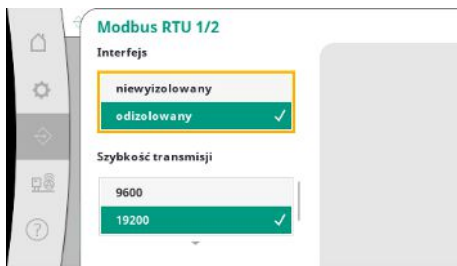 Modbus RTU 1/2
Interfejs
niewyizolowany
odizolowany
Szybkość transmisji
9600
19200
?